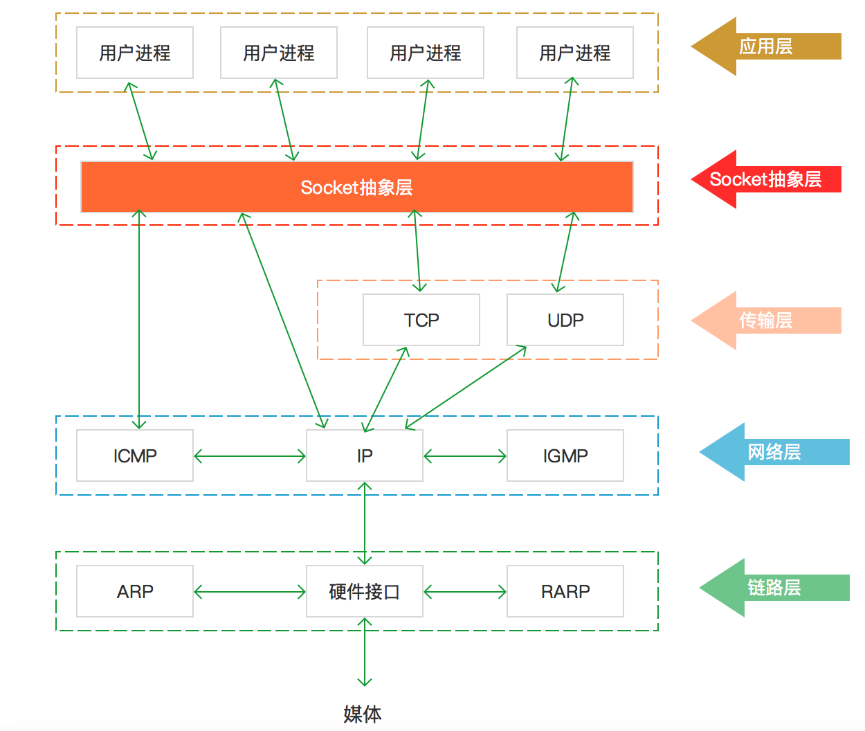 用户进程 用户进程 用户进程 用户进程 应用层
Socket抽象层 Socket抽象层
TCP UDP 传输层
ICMP IP IGMP 网络层
ARP 硬件接口 RARP 链路层
媒体